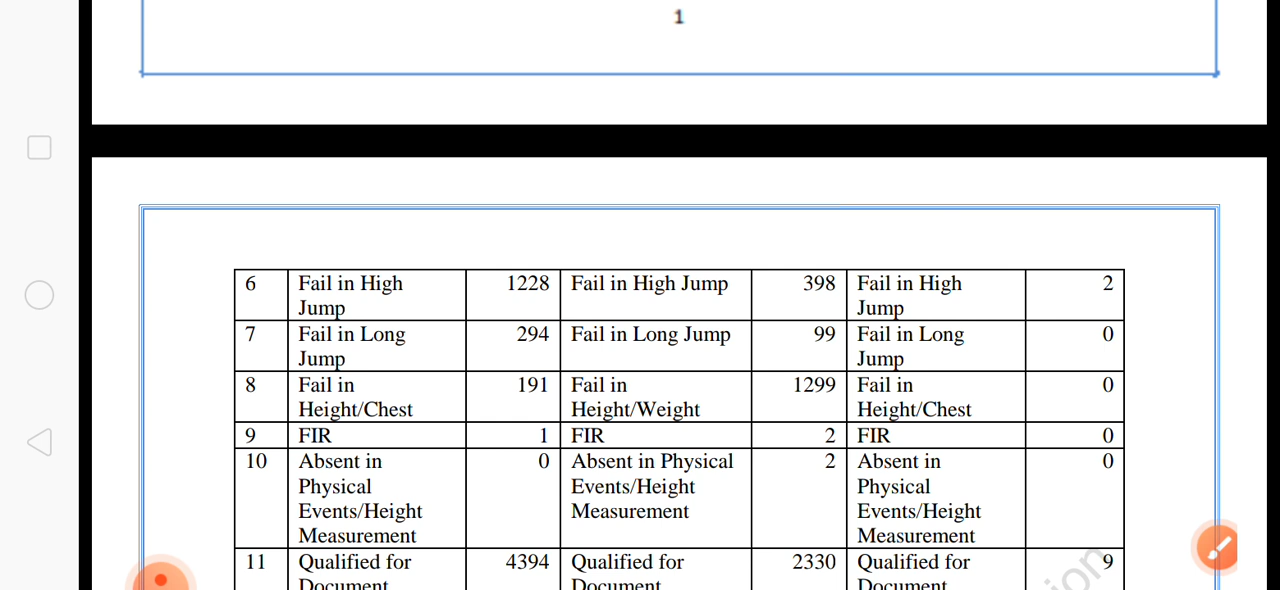 1
6 Fail in High 1228 Fail in High Jump 398 Fail in High 2
Jump Jump
7 Fail in Long 294 Fail in Long Jump 99 Fail in Long 0
Jump Jump
8 Fail in 191 Fail in 1299 Fail in 0
Height/Chest Height/Weight Height/Chest
9 FIR 1 FIR 2 FIR 0
10 Absent in 0 Absent in Physical 2 Absent in 0
Physical Events/Height Physical
Events/Height Measurement Events/Height
Measurement Measurement
11 Qualified for 4394 Qualified for 2330 Qualified for 9
Document Document Document